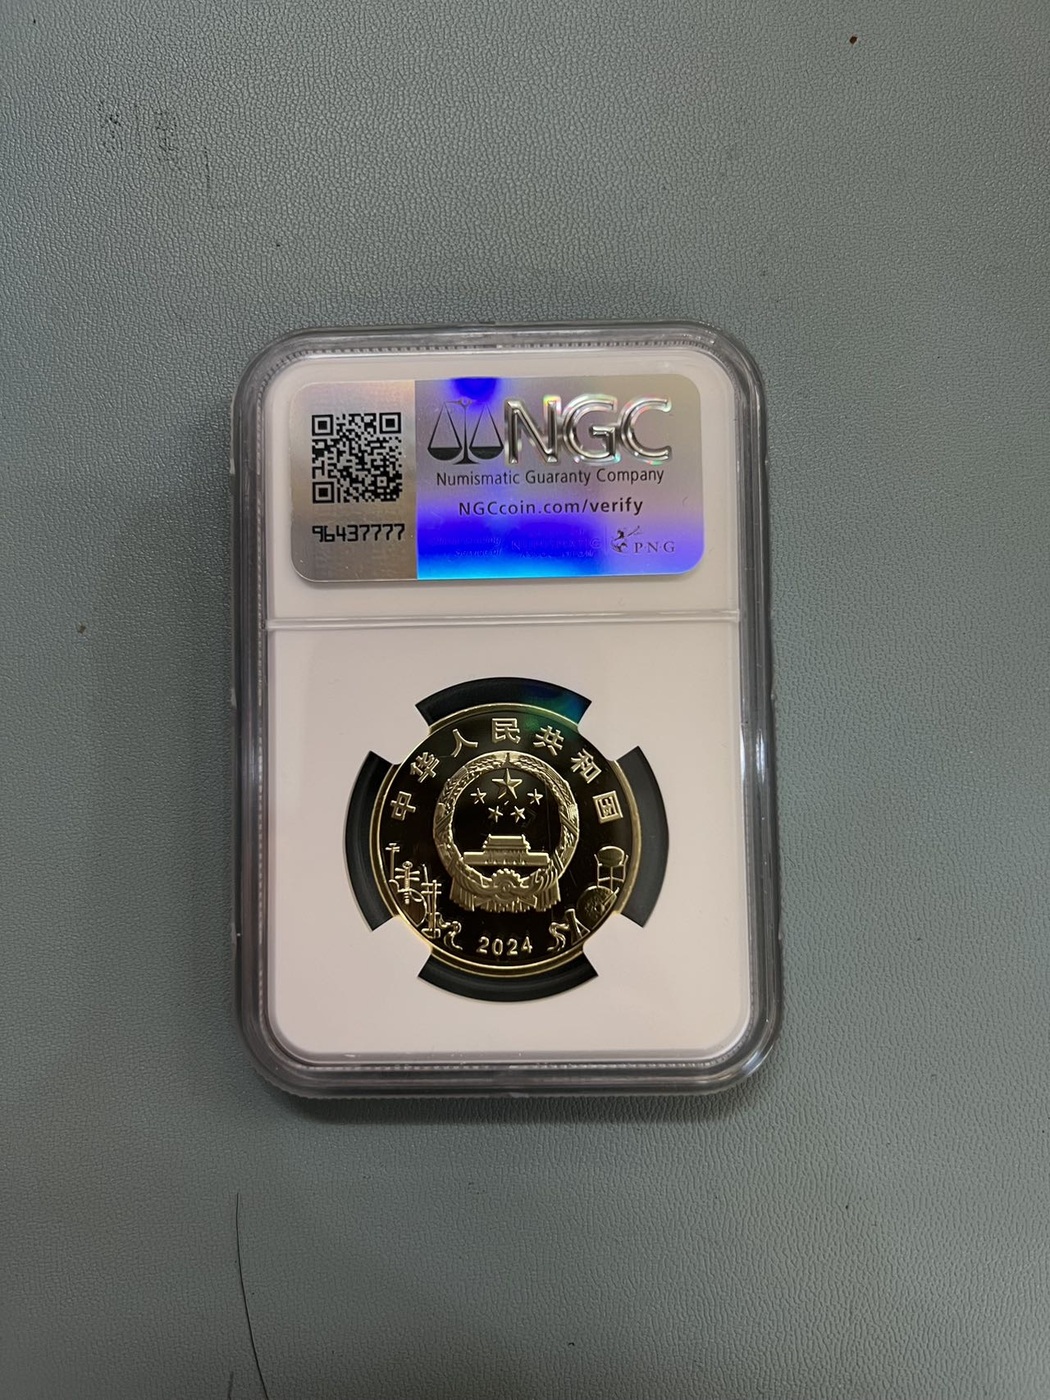 NGC
Numismatic Guaranty Company
NGCcoin.com/verify
96437777
PNG
中华人民共和国
2024